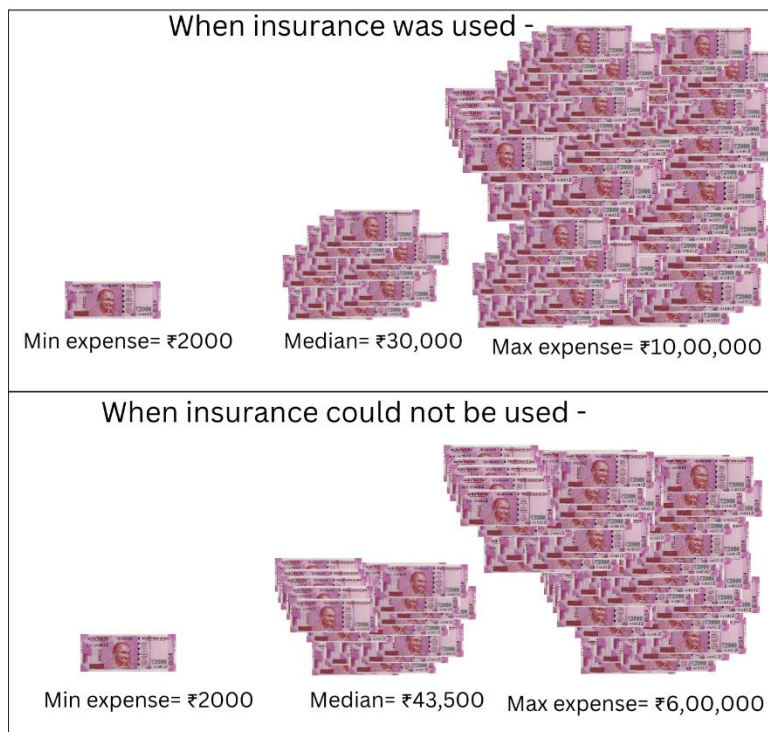 When insurance was used -
Min expense= ₹2000
Median= ₹30,000
Max expense= ₹10,00,000
When insurance could not be used -
Min expense= ₹2000
Median= ₹43,500
Max expense= ₹6,00,000